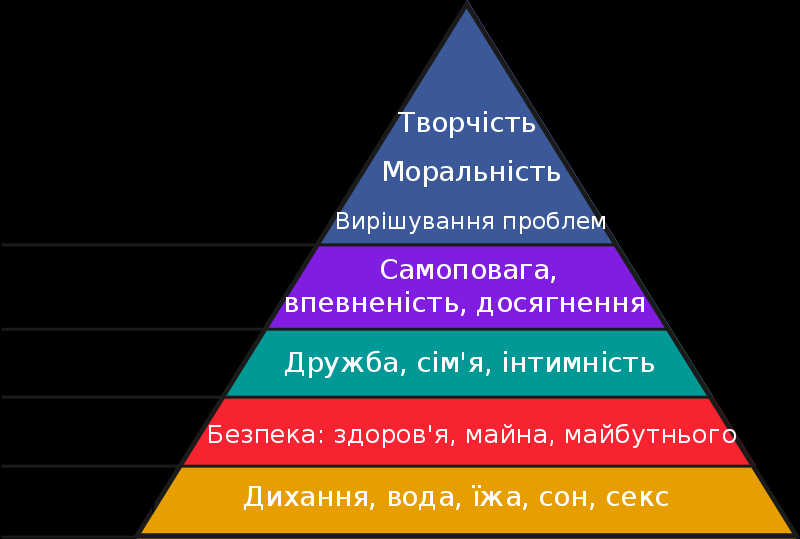 Творчість
Моральність
Вирішування проблем
Самоповага,
впевненість, досягнення
Дружба, сім'я, інтимність
Безпека: здоров'я, майна, майбутнього
Дихання, вода, їжа, сон, секс